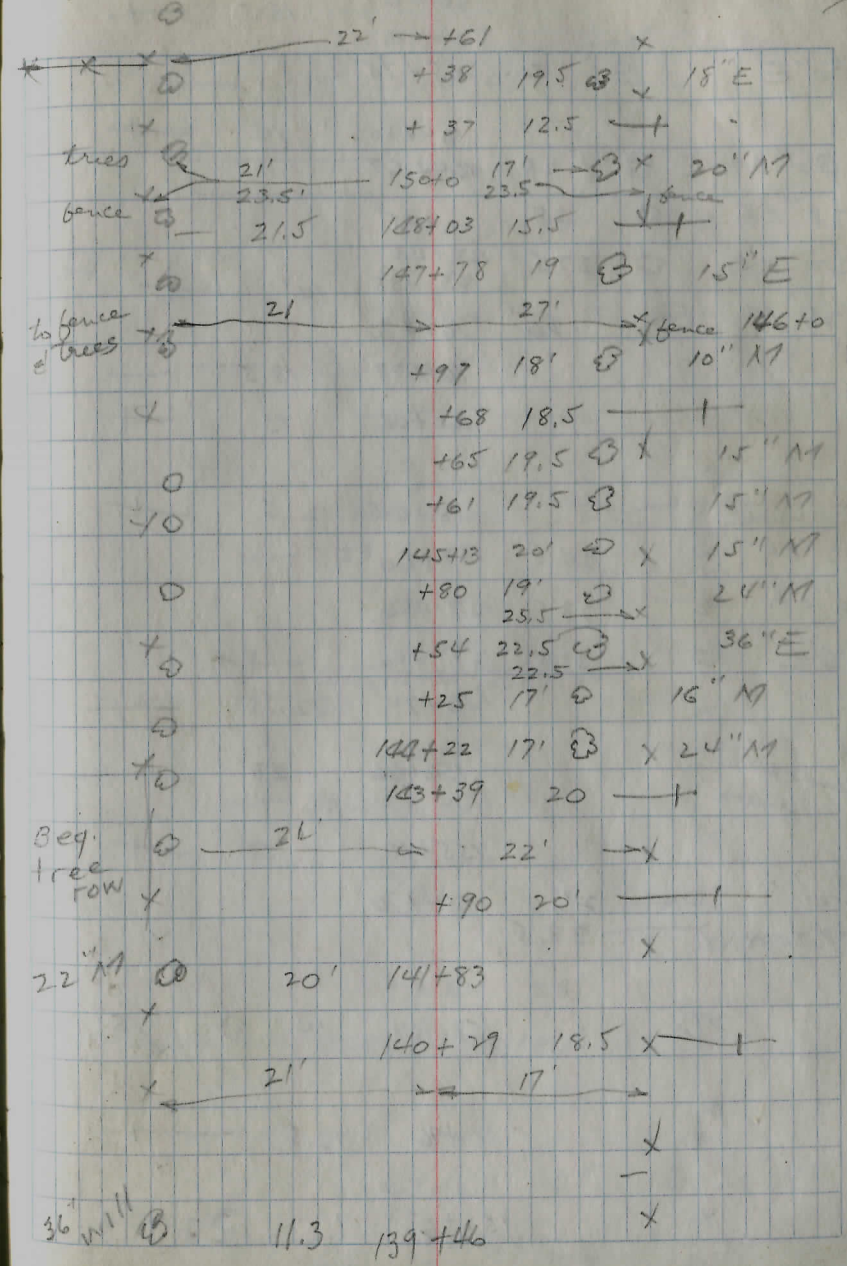 22' +61
+38 19.5 18" E
+37 12.5
trees 21' 150+0 17' 20" M
23.5' 23.5 fence
fence 21.5 148+03 15.5
147+78 19 15" E
to fence 21 27' fence 146+0
& trees
+97 18' 10" M
+68 18.5
+65 19.5 15" M
+61 19.5 15" M
145+13 20' 15" M
+80 19' 24" M
25.5
+54 22.5 36" E
22.5
+25 17' 16" M
144+22 17' 24" M
143+39 20
Beg. 21' 22'
tree
row
+90 20'
22" M 20' 141+83
140+29 18.5
21' 17'
36" Will 11.3 139+46